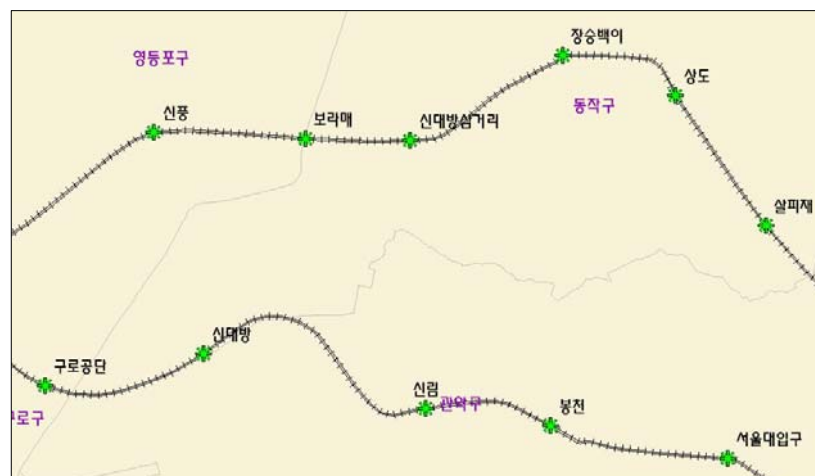 장승백이
영등포구
상도
동작구
신풍
보라매
신대방삼거리
살피재
신대방
구로공단
신림
관악구
봉천
구로구
서울대입구